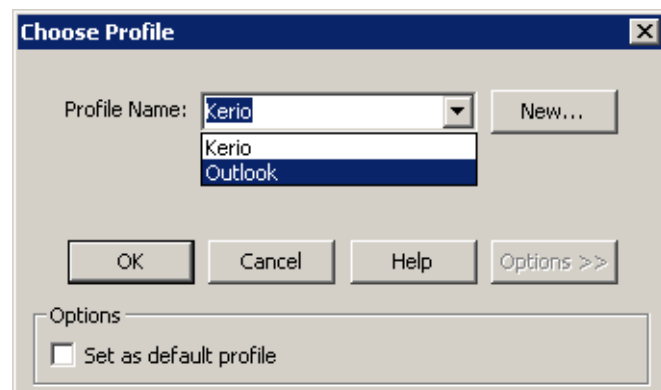 Choose Profile
Profile Name: Kerio New...
Kerio
Outlook
OK Cancel Help Options >>
Options
Set as default profile